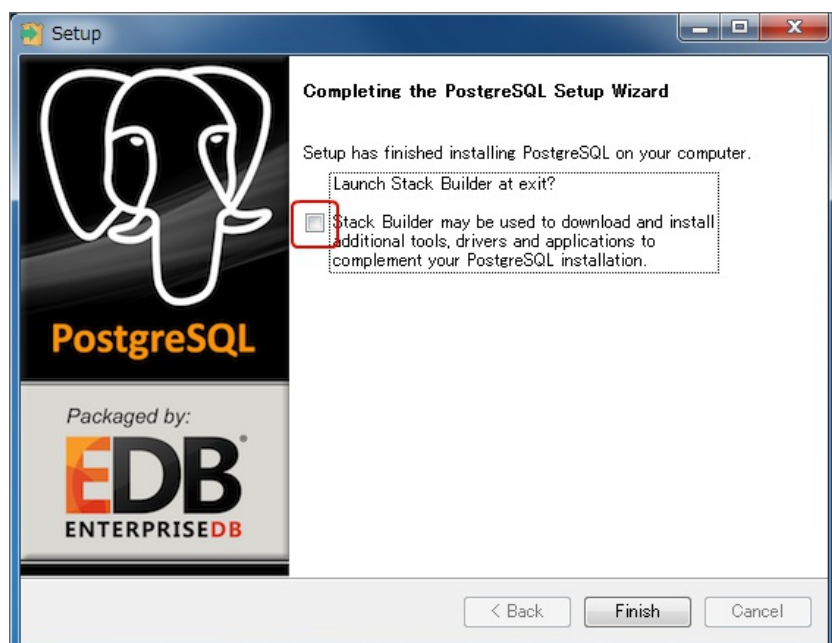 Setup
Completing the PostgreSQL Setup Wizard
Setup has finished installing PostgreSQL on your computer.
Launch Stack Builder at exit?
Stack Builder may be used to download and install
additional tools, drivers and applications to
complement your PostgreSQL installation.
PostgreSQL
Packaged by:
EDB®
ENTERPRISEDB
< Back
Finish
Cancel